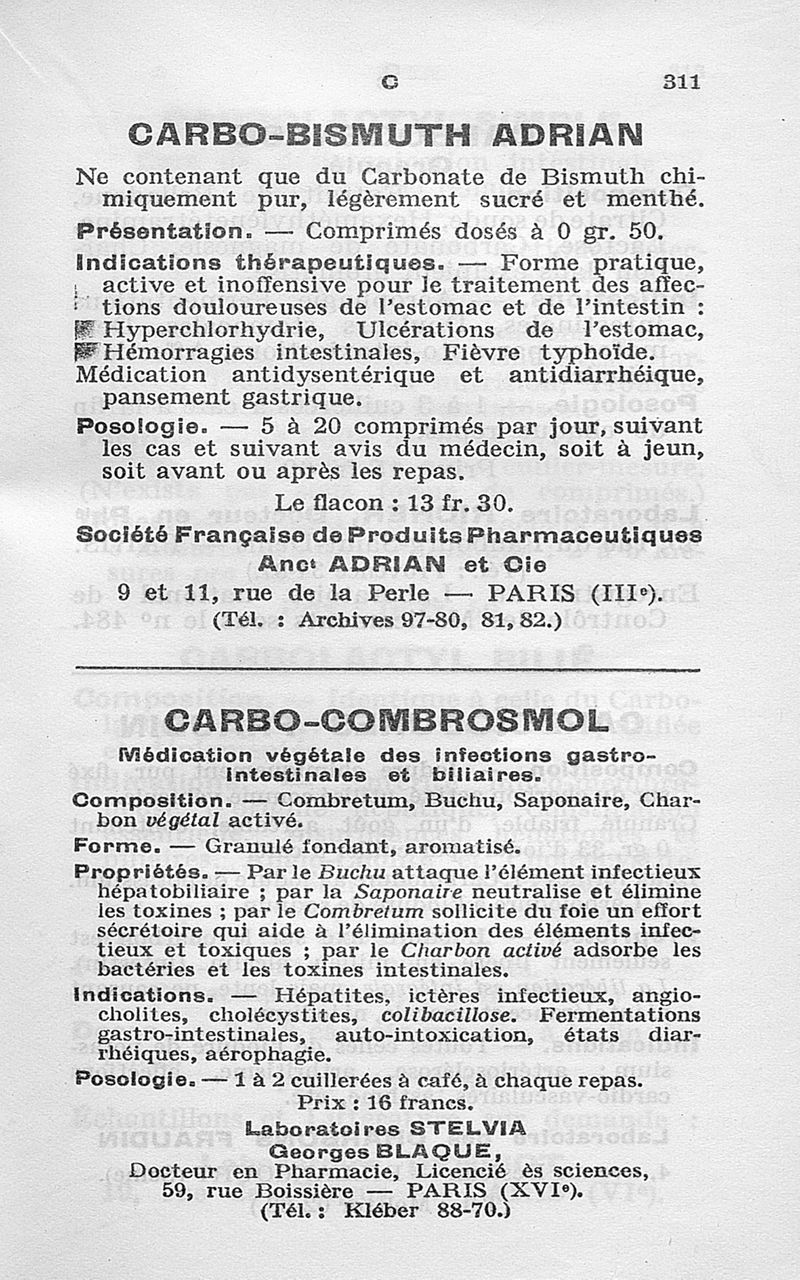 C 311
CARBO-BISMUTH ADRIAN
Ne contenant que du Carbonate de Bismuth chi-
miquement pur, légèrement sucré et menthé.
Présentation. — Comprimés dosés à 0 gr. 50.
Indications thérapeutiques. — Forme pratique,
active et inoffensive pour le traitement des affec-
tions douloureuses de l'estomac et de l'intestin :
Hyperchlorhydrie, Ulcérations de l'estomac,
Hémorragies intestinales, Fièvre typhoïde.
Médication antidysentérique et antidiarrhéique,
pansement gastrique.
Posologie. — 5 à 20 comprimés par jour, suivant
les cas et suivant avis du médecin, soit à jeun,
soit avant ou après les repas.
Le flacon : 13 fr. 30.
Société Française de Produits Pharmaceutiques
Anct ADRIAN et Cie
9 et 11, rue de la Perle — PARIS (IIIe).
(Tél. : Archives 97-80, 81, 82.)
CARBO-COMBROSMOL
Médication végétale des infections gastro-
intestinales et biliaires.
Composition. — Combretum, Buchu, Saponaire, Char-
bon végétal activé.
Forme. — Granulé fondant, aromatisé.
Propriétés. — Par le Buchu attaque l'élément infectieux
hépatobiliaire ; par la Saponaire neutralise et élimine
les toxines ; par le Combretum sollicite du foie un effort
sécrétoire qui aide à l'élimination des éléments infec-
tieux et toxiques ; par le Charbon activé adsorbe les
bactéries et les toxines intestinales.
Indications. — Hépatites, ictères infectieux, angio-
cholites, cholécystites, colibacillose. Fermentations
gastro-intestinales, auto-intoxication, états diar-
rhéiques, aérophagie.
Posologie. — 1 à 2 cuillerées à café, à chaque repas.
Prix : 16 francs.
Laboratoires STELVIA
Georges BLAQUE,
Docteur en Pharmacie, Licencié ès sciences,
59, rue Boissière — PARIS (XVIe).
(Tél. : Kléber 88-70.)